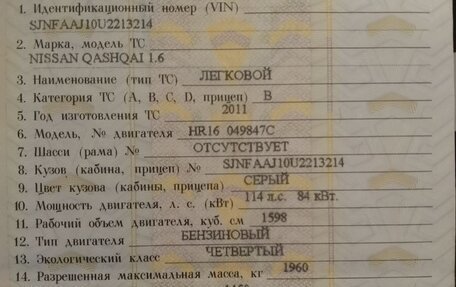 1. Идентификационный номер (VIN)
SJNFAAJ10U2213214
2. Марка, модель ТС
NISSAN QASHQAI 1.6
3. Наименование (тип ТС) ЛЕГКОВОЙ
4. Категория ТС (A, B, C, D, прицеп) B
5. Год изготовления ТС 2011
6. Модель, № двигателя HR16 049847C
7. Шасси (рама) № ОТСУТСТВУЕТ
8. Кузов (кабина, прицеп) № SJNFAAJ10U2213214
9. Цвет кузова (кабины, прицепа) СЕРЫЙ
10. Мощность двигателя, л. с. (кВт) 114 л.с. 84 кВт.
11. Рабочий объем двигателя, куб. см 1598
12. Тип двигателя БЕНЗИНОВЫЙ
13. Экологический класс ЧЕТВЕРТЫЙ
14. Разрешенная максимальная масса, кг 1960